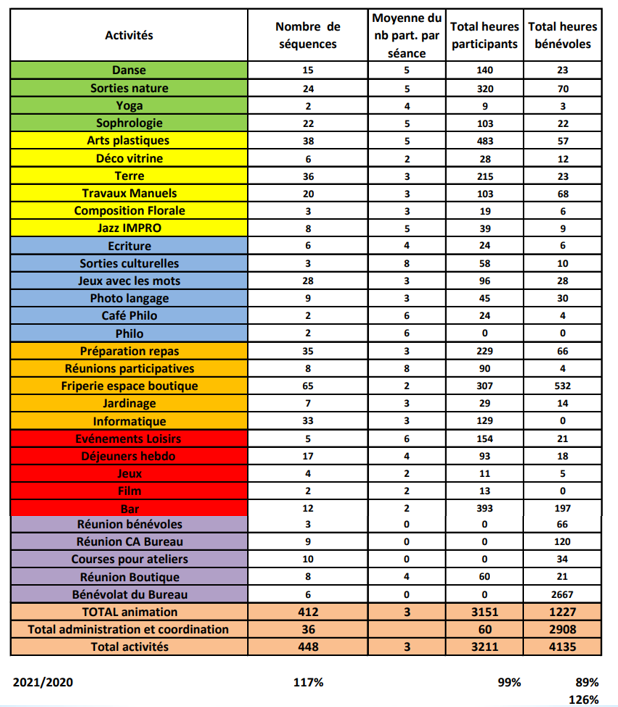 Activités Nombre de séquences Moyenne du nb part. par séance Total heures participants Total heures bénévoles
Danse 15 5 140 23
Sorties nature 24 5 320 70
Yoga 2 4 9 3
Sophrologie 22 5 103 22
Arts plastiques 38 5 483 57
Déco vitrine 6 2 28 12
Terre 36 3 215 23
Travaux Manuels 20 3 103 68
Composition Florale 3 3 19 6
Jazz IMPRO 8 5 39 9
Ecriture 6 4 24 6
Sorties culturelles 3 8 58 10
Jeux avec les mots 28 3 96 28
Photo langage 9 3 45 30
Café Philo 2 6 24 4
Philo 2 6 0 0
Préparation repas 35 3 229 66
Réunions participatives 8 8 90 4
Friperie espace boutique 65 2 307 532
Jardinage 7 3 29 14
Informatique 33 3 129 0
Evénements Loisirs 5 6 154 21
Déjeuners hebdo 17 4 93 18
Jeux 4 2 11 5
Film 2 2 13 0
Bar 12 2 393 197
Réunion bénévoles 3 0 0 66
Réunion CA Bureau 9 0 0 120
Courses pour ateliers 10 0 0 34
Réunion Boutique 8 4 60 21
Bénévolat du Bureau 6 0 0 2667
TOTAL animation 412 3 3151 1227
Total administration et coordination 36 60 2908
Total activités 448 3 3211 4135
2021/2020 117% 99% 89%
126%